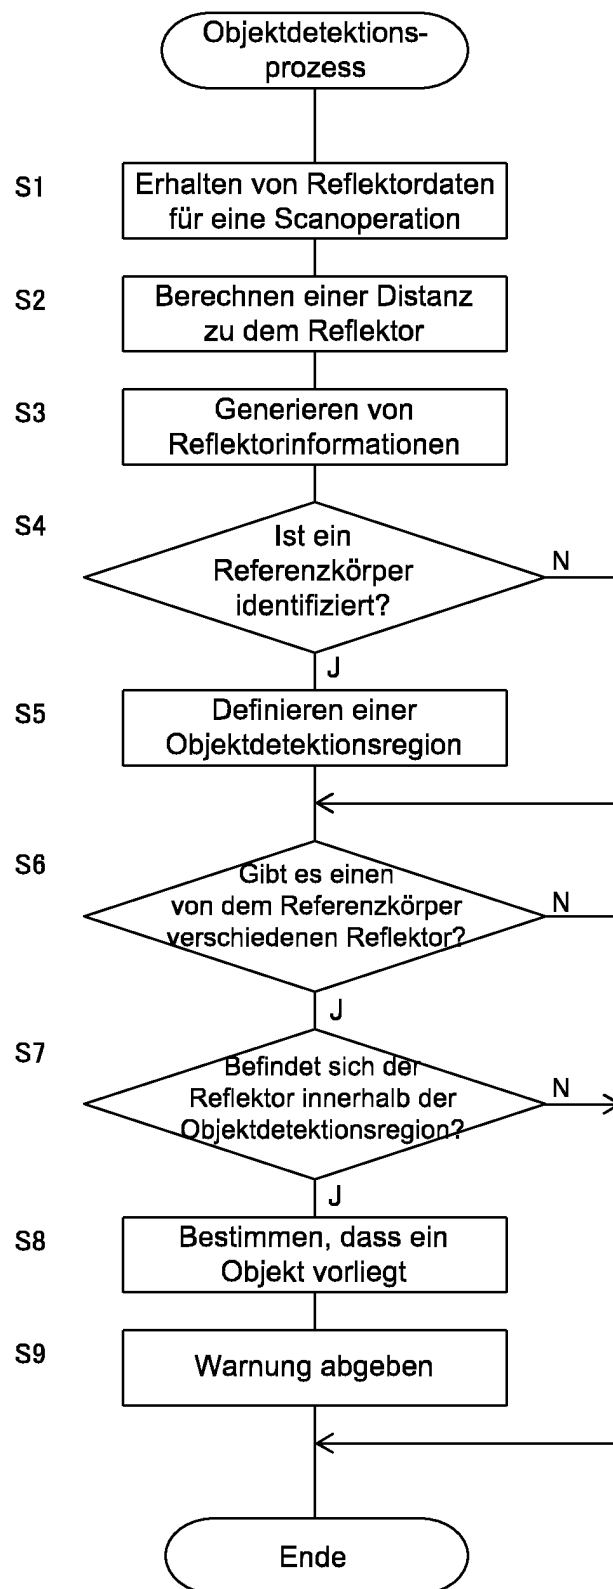 Objektdetektions-
prozess
S1
Erhalten von Reflektordaten
für eine Scanoperation
S2
Berechnen einer Distanz
zu dem Reflektor
S3
Generieren von
Reflektorinformationen
S4
Ist ein
Referenzkörper
identifiziert?
N
J
S5
Definieren einer
Objektdetektionsregion
S6
Gibt es einen
von dem Referenzkörper
verschiedenen Reflektor?
N
J
S7
Befindet sich der
Reflektor innerhalb der
Objektdetektionsregion?
N
J
S8
Bestimmen, dass ein
Objekt vorliegt
S9
Warnung abgeben
Ende